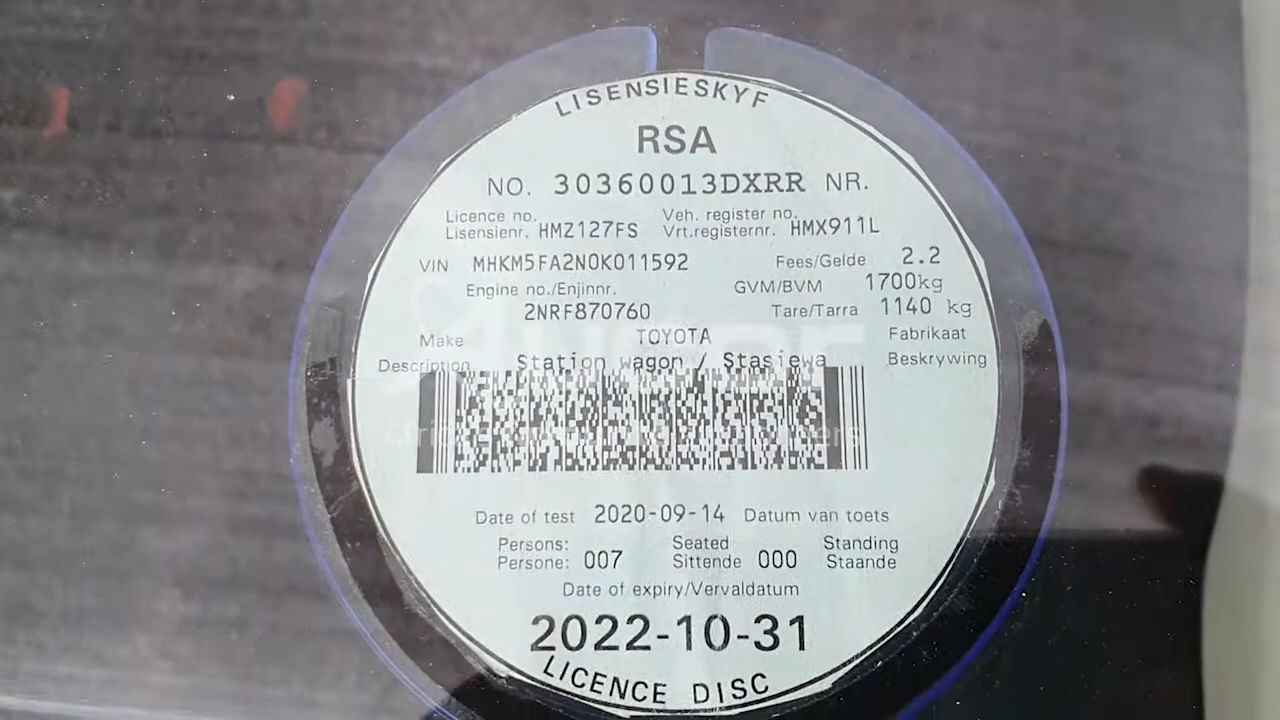 LISENSIESKYF
RSA
NO. 30360013DXRR NR.
Licence no. Veh. register no.
Lisensienr. HMZ127FS Vrt.registernr. HMX911L
VIN MHKM5FA2N0K011592 Fees/Gelde 2.2
Engine no./Enjinnr. GVM/BVM 1700kg
2NRF870760 Tare/Tarra 1140 kg
Make TOYOTA Fabrikaat
Description Station wagon / Stasiewa Beskrywing
Date of test 2020-09-14 Datum van toets
Persons: Seated Standing
Persone: 007 Sittende 000 Staande
Date of expiry/Vervaldatum
2022-10-31
LICENCE DISC